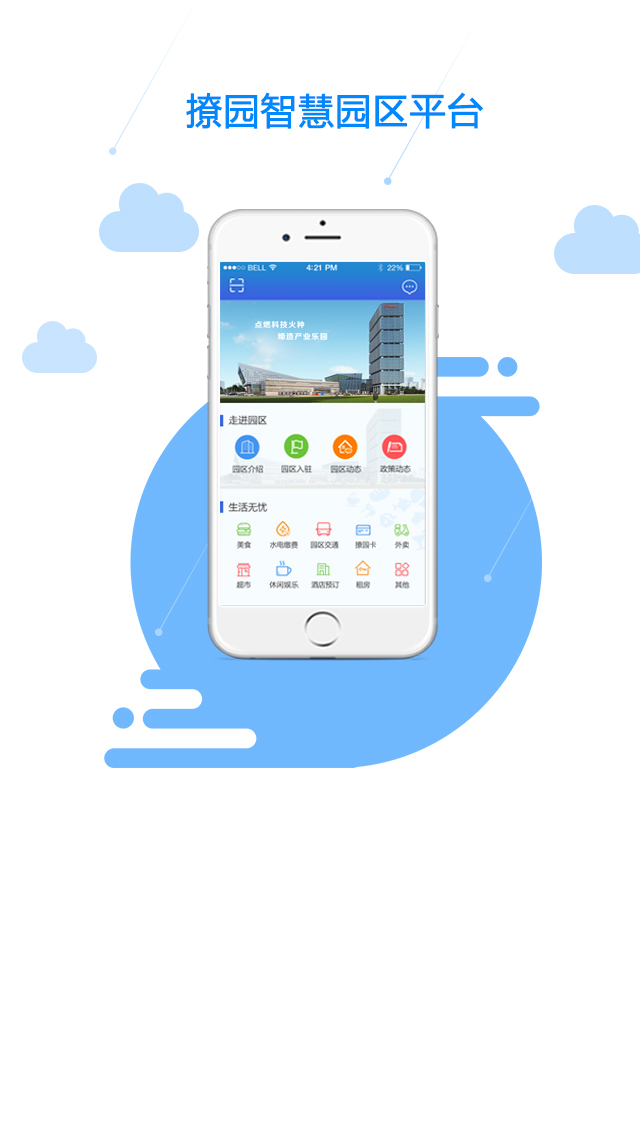 撩园智慧园区平台
BELL 4:21 PM 22%
点燃科技火种
缔造产业乐园
走进园区
园区介绍 园区入驻 园区动态 政策动态
生活无忧
美食 水电缴费 园区交通 撩园卡 外卖
超市 休闲娱乐 酒店预订 租房 其他